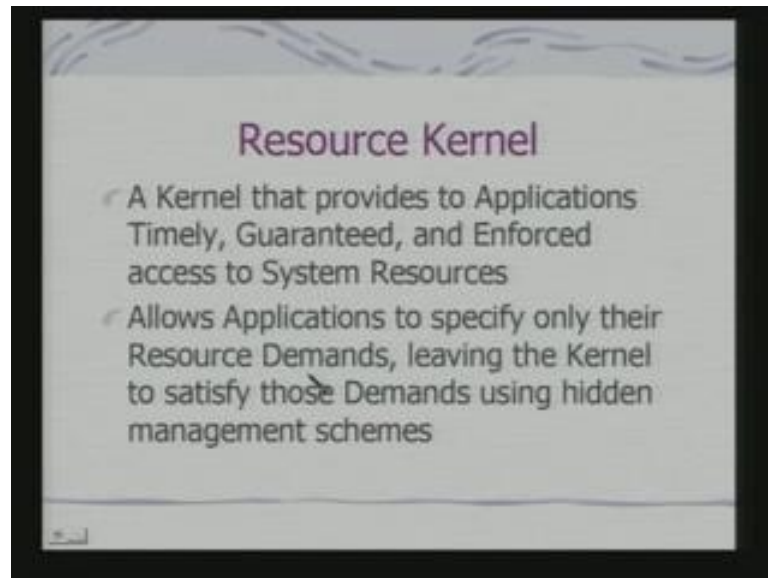 Resource Kernel
A Kernel that provides to Applications
Timely, Guaranteed, and Enforced
access to System Resources
Allows Applications to specify only their
Resource Demands, leaving the Kernel
to satisfy those Demands using hidden
management schemes